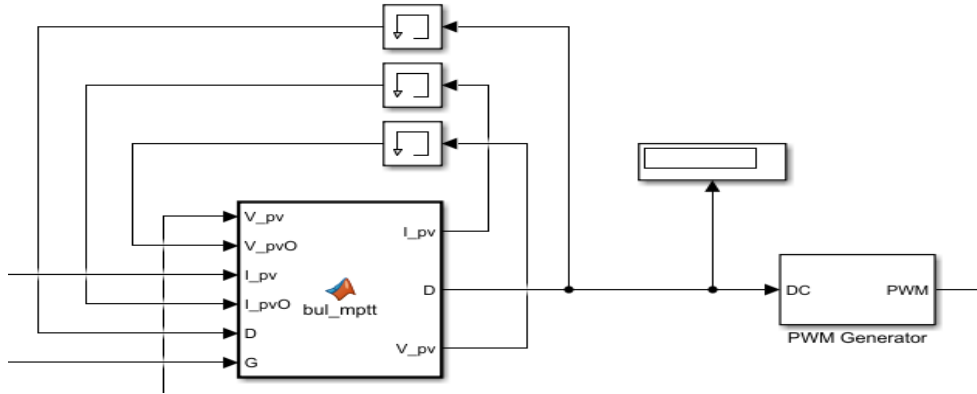 V_pv
V_pvO
I_pv
I_pvO
D
G
bul_mptt
I_pv
D
V_pv
DC
PWM
PWM Generator